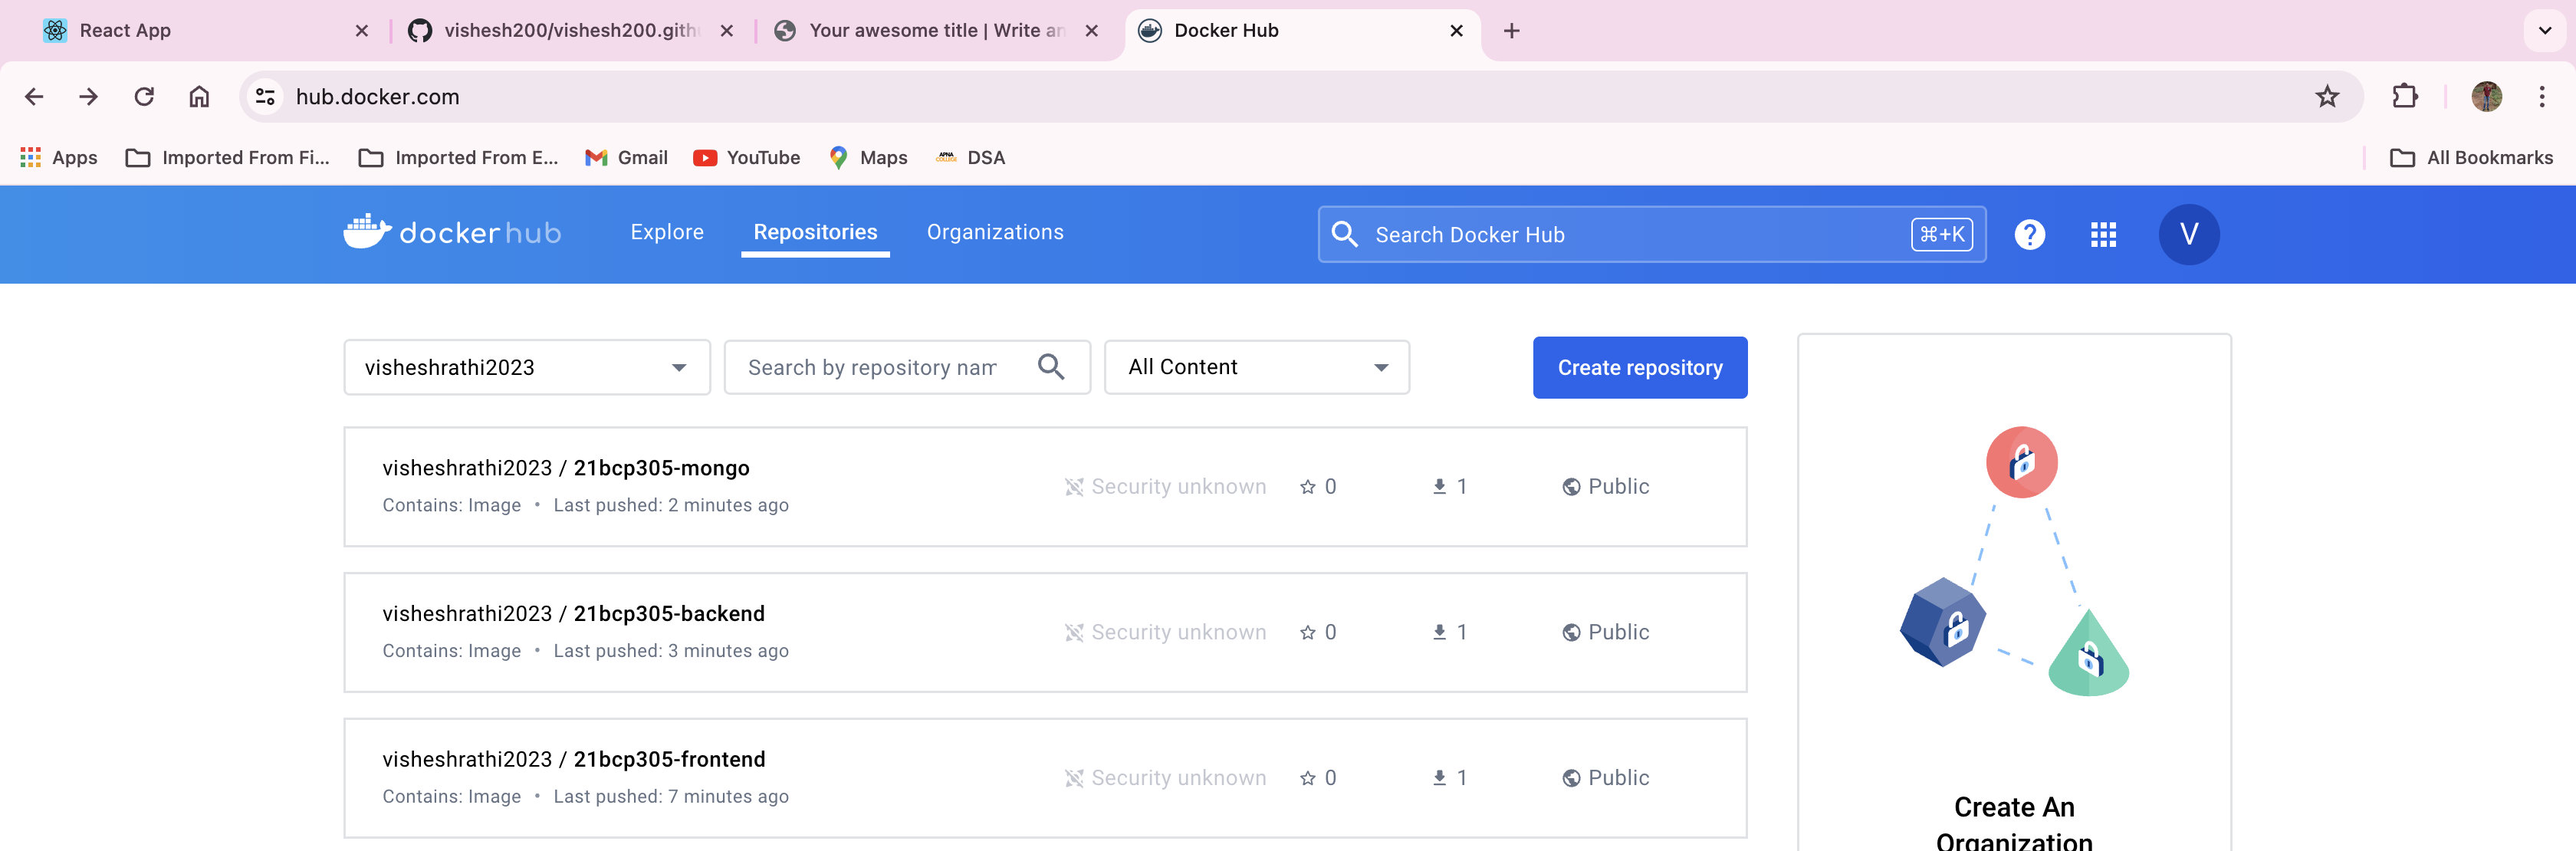 React App
vishesh200/vishesh200.gith
Your awesome title | Write an
Docker Hub
hub.docker.com
Apps
Imported From Fi...
Imported From E...
Gmail
YouTube
Maps
APNA COLLEGE
DSA
All Bookmarks
dockerhub
Explore
Repositories
Organizations
Search Docker Hub
⌘+K
?
V
visheshrathi2023
Search by repository nam
All Content
Create repository
visheshrathi2023 / 21bcp305-mongo
Security unknown
0
1
Public
Contains: Image • Last pushed: 2 minutes ago
visheshrathi2023 / 21bcp305-backend
Security unknown
0
1
Public
Contains: Image • Last pushed: 3 minutes ago
visheshrathi2023 / 21bcp305-frontend
Security unknown
0
1
Public
Contains: Image • Last pushed: 7 minutes ago
Create An
Organization